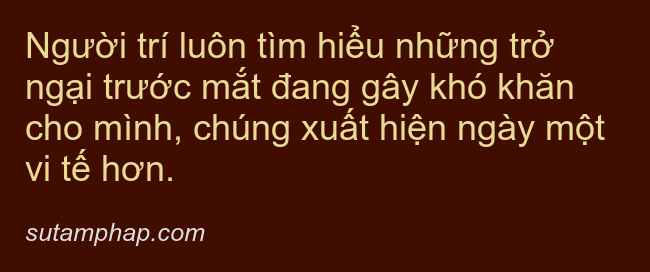 Người trí luôn tìm hiểu những trở
ngại trước mắt đang gây khó khăn
cho mình, chúng xuất hiện ngày một
vi tế hơn.
sutamphap.com